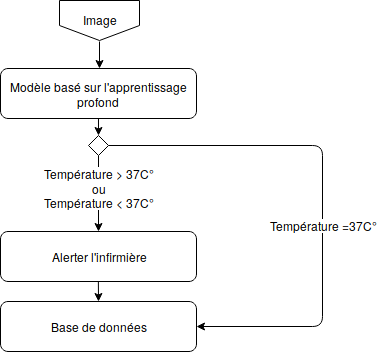 Image
Modèle basé sur l'apprentissage
profond
Température > 37C°
ou
Température < 37C°
Température =37C°
Alerter l'infirmière
Base de données